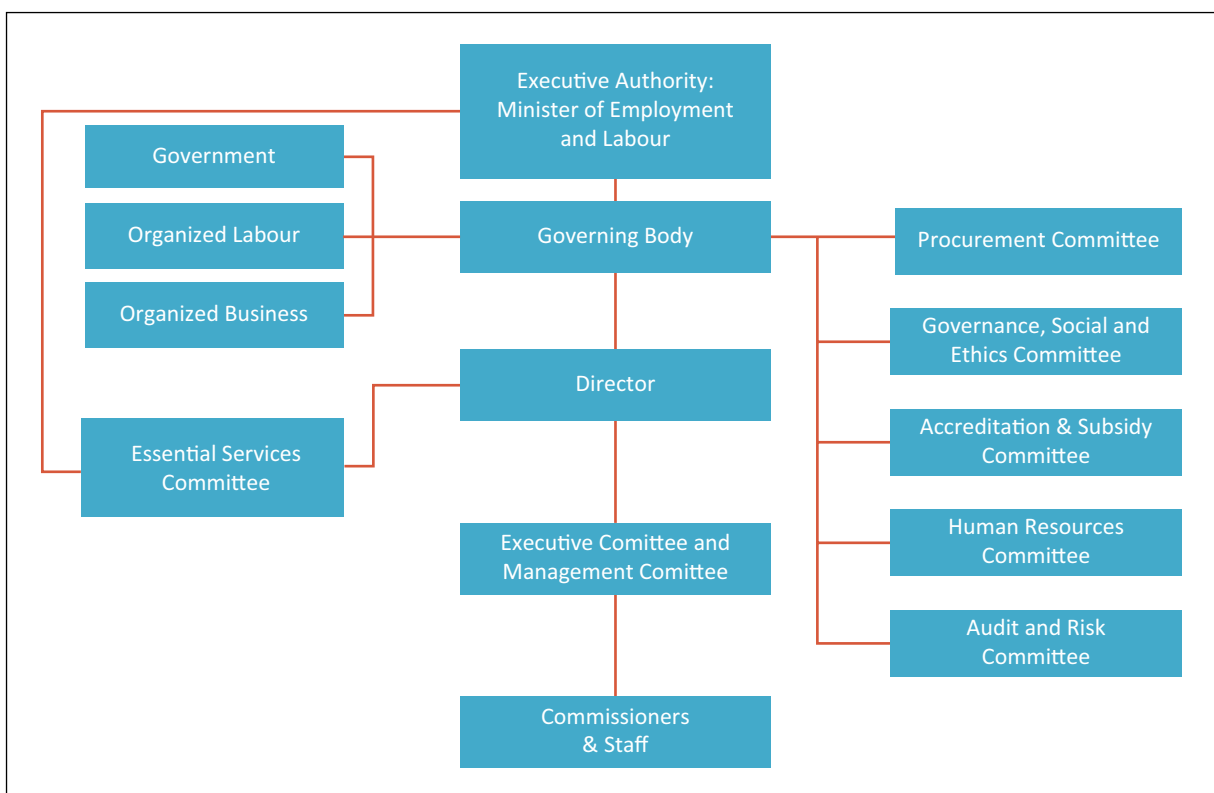 Executive Authority:
Minister of Employment
and Labour
Government
Organized Labour
Governing Body
Procurement Committee
Organized Business
Governance, Social and
Ethics Committee
Director
Essential Services
Committee
Accreditation & Subsidy
Committee
Executive Comittee and
Management Comittee
Human Resources
Committee
Audit and Risk
Committee
Commissioners
& Staff